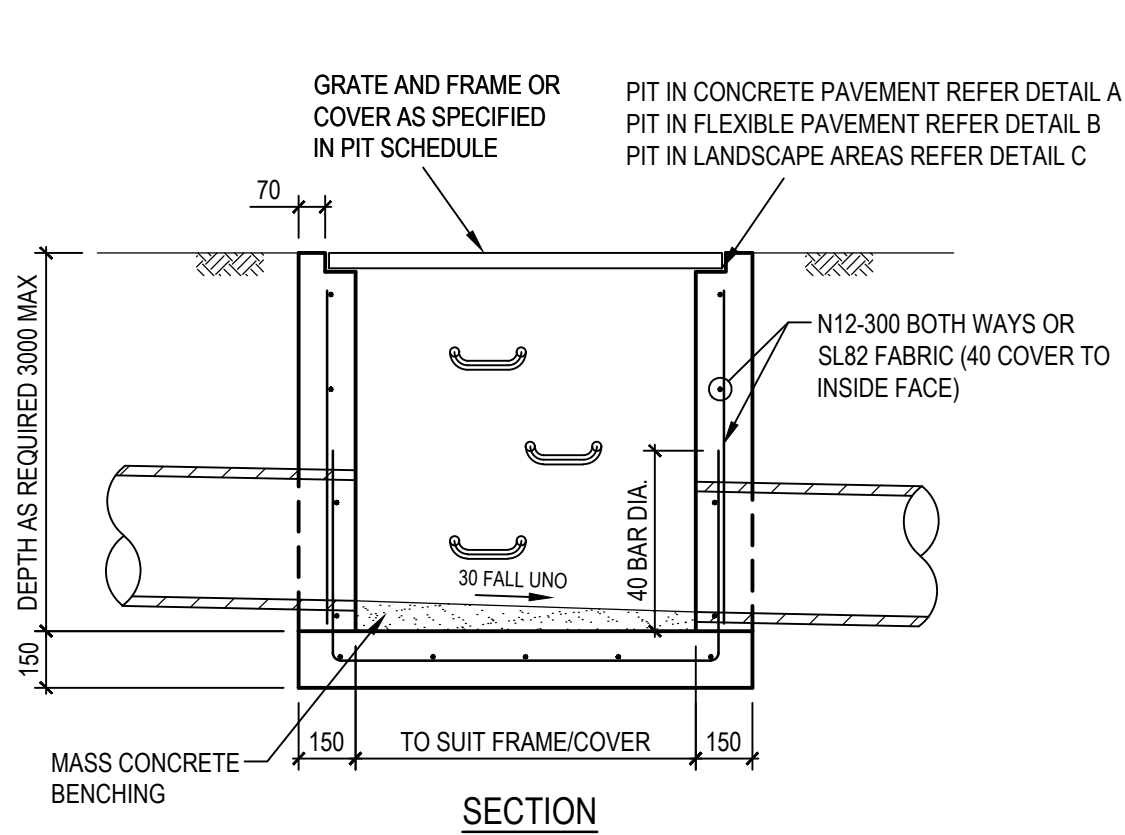 GRATE AND FRAME OR
COVER AS SPECIFIED
IN PIT SCHEDULE
PIT IN CONCRETE PAVEMENT REFER DETAIL A
PIT IN FLEXIBLE PAVEMENT REFER DETAIL B
PIT IN LANDSCAPE AREAS REFER DETAIL C
70
DEPTH AS REQUIRED 3000 MAX
N12-300 BOTH WAYS OR
SL82 FABRIC (40 COVER TO
INSIDE FACE)
40 BAR DIA.
30 FALL UNO
150
150
TO SUIT FRAME/COVER
150
MASS CONCRETE
BENCHING
SECTION